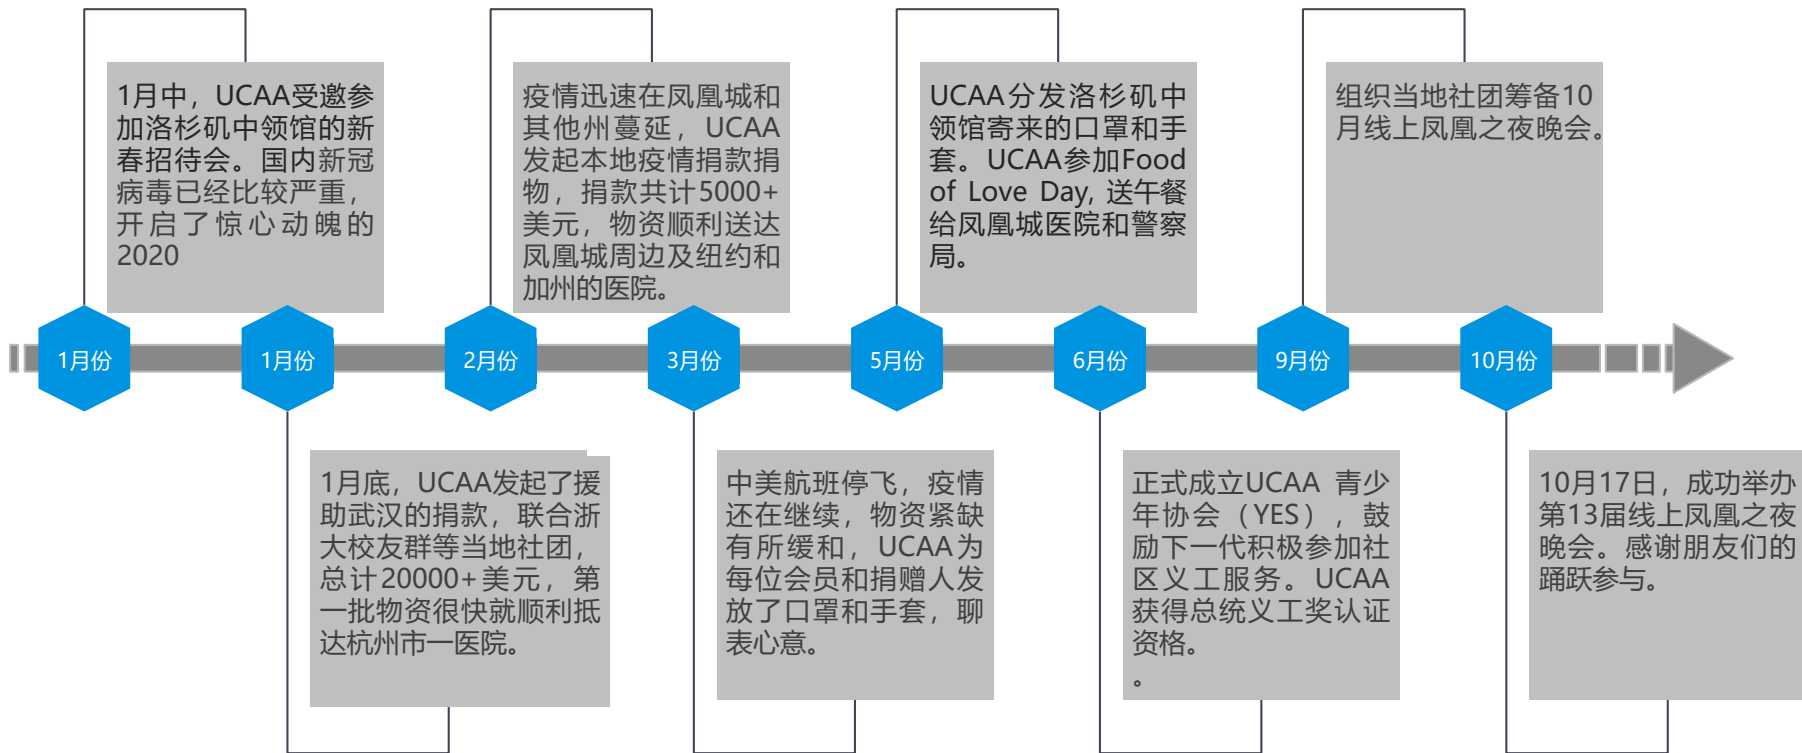 1月中，UCAA受邀参
加洛杉矶中领馆的新
春招待会。国内新冠
病毒已经比较严重，
开启了惊心动魄的
2020
疫情迅速在凤凰城和
其他州蔓延，UCAA
发起本地疫情捐款捐
物，捐款共计5000+
美元，物资顺利送达
凤凰城周边及纽约和
加州的医院。
UCAA分发洛杉矶中
领馆寄来的口罩和手
套。UCAA参加Food
of Love Day, 送午餐
给凤凰城医院和警察
局。
组织当地社团筹备10
月线上凤凰之夜晚会。
1月份
1月份
2月份
3月份
5月份
6月份
9月份
10月份
1月底，UCAA发起了援
助武汉的捐款，联合浙
大校友群等当地社团，
总计20000+美元，第
一批物资很快就顺利抵
达杭州市一医院。
中美航班停飞，疫情
还在继续，物资紧缺
有所缓和，UCAA为
每位会员和捐赠人发
放了口罩和手套，聊
表心意。
正式成立UCAA 青少
年协会（YES），鼓
励下一代积极参加社
区义工服务。UCAA
获得总统义工奖认证
资格。
。
10月17日，成功举办
第13届线上凤凰之夜
晚会。感谢朋友们的
踊跃参与。